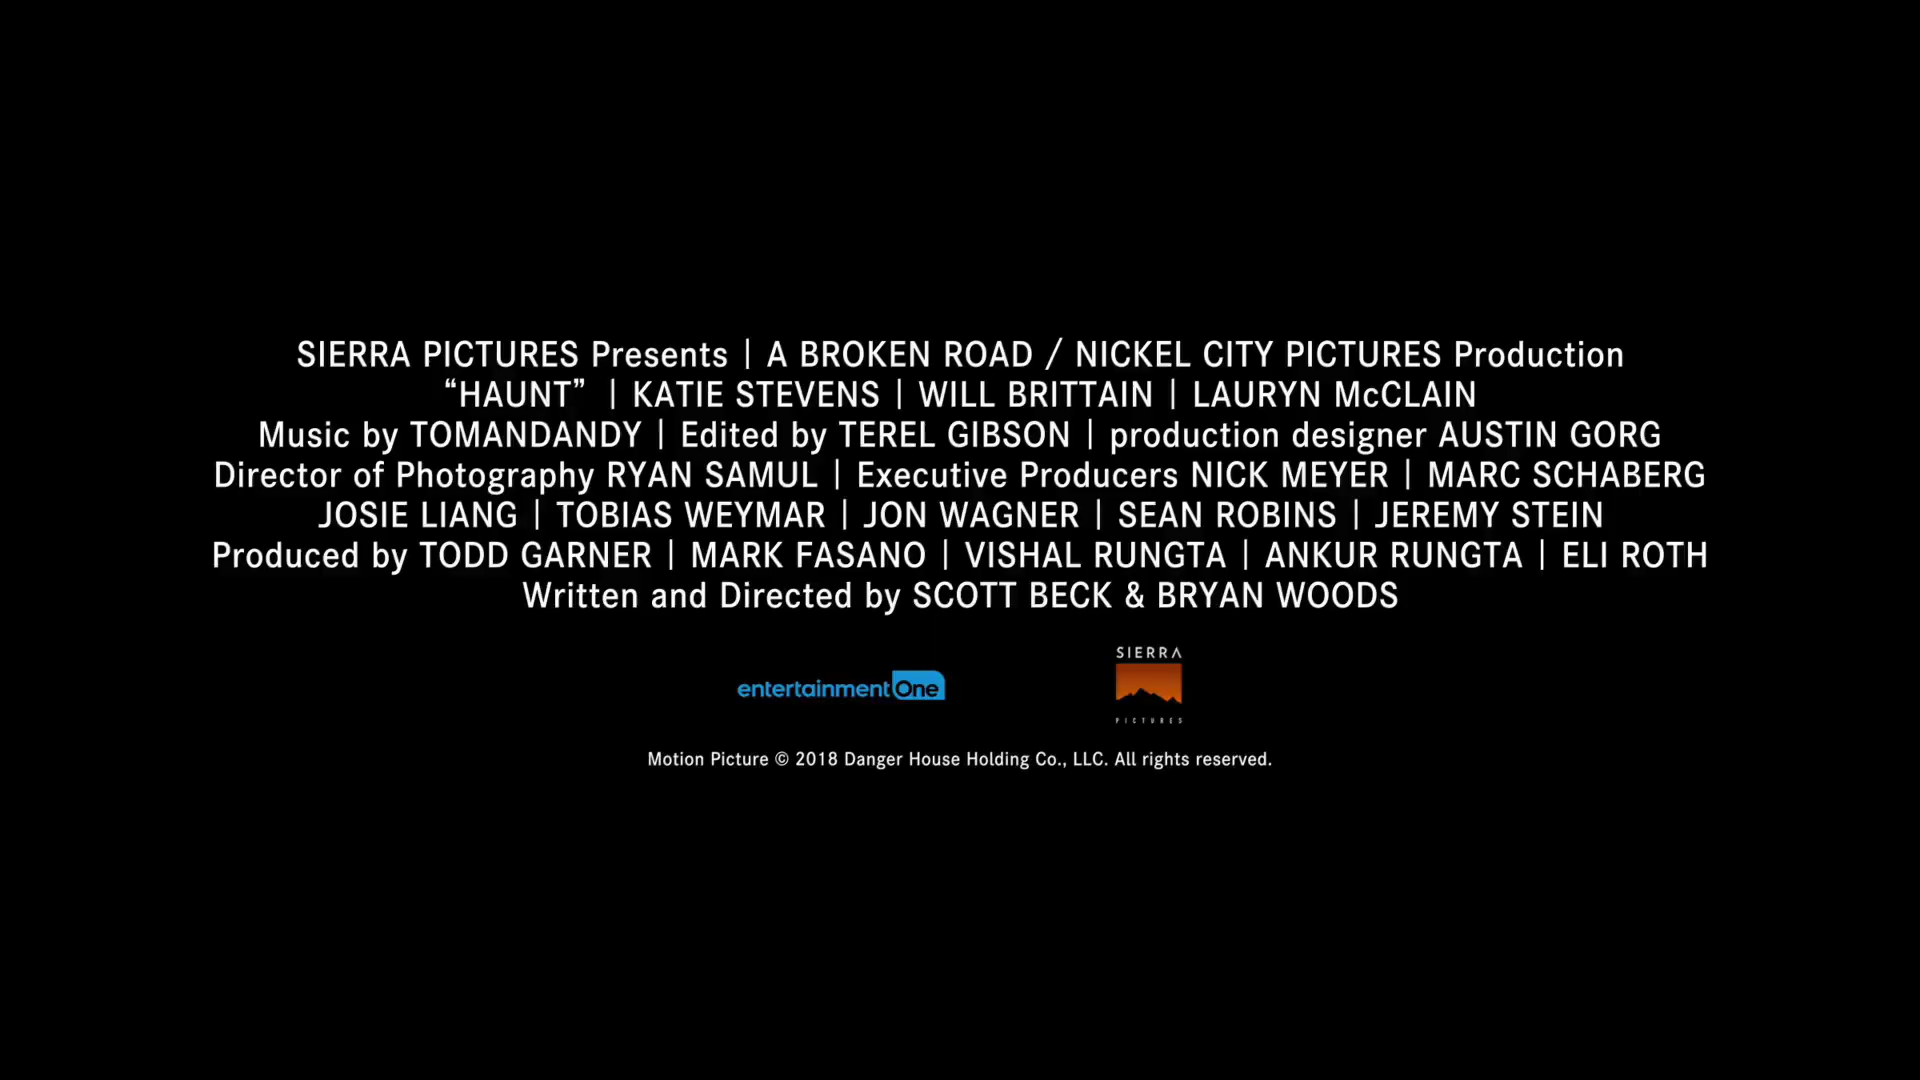 SIERRA PICTURES Presents | A BROKEN ROAD / NICKEL CITY PICTURES Production
“HAUNT” | KATIE STEVENS | WILL BRITTAIN | LAURYN McCLAIN
Music by TOMANDANDY | Edited by TEREL GIBSON | production designer AUSTIN GORG
Director of Photography RYAN SAMUL | Executive Producers NICK MEYER | MARC SCHABERG
JOSIE LIANG | TOBIAS WEYMAR | JON WAGNER | SEAN ROBINS | JEREMY STEIN
Produced by TODD GARNER | MARK FASANO | VISHAL RUNGTA | ANKUR RUNGTA | ELI ROTH
Written and Directed by SCOTT BECK & BRYAN WOODS
entertainmentOne
SIERRA
PICTURES
Motion Picture © 2018 Danger House Holding Co., LLC. All rights reserved.